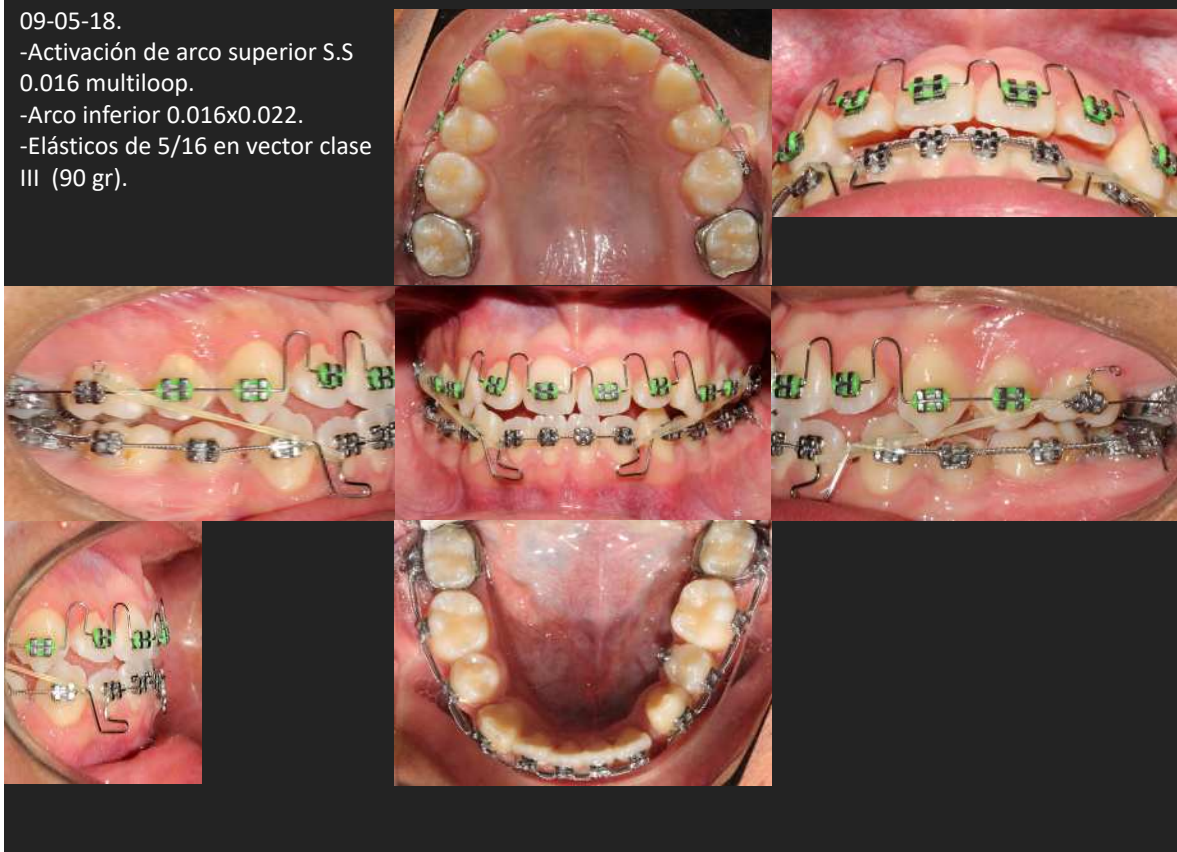 09-05-18.
-Activación de arco superior S.S
0.016 multiloop.
-Arco inferior 0.016x0.022.
-Elásticos de 5/16 en vector clase
III  (90 gr).